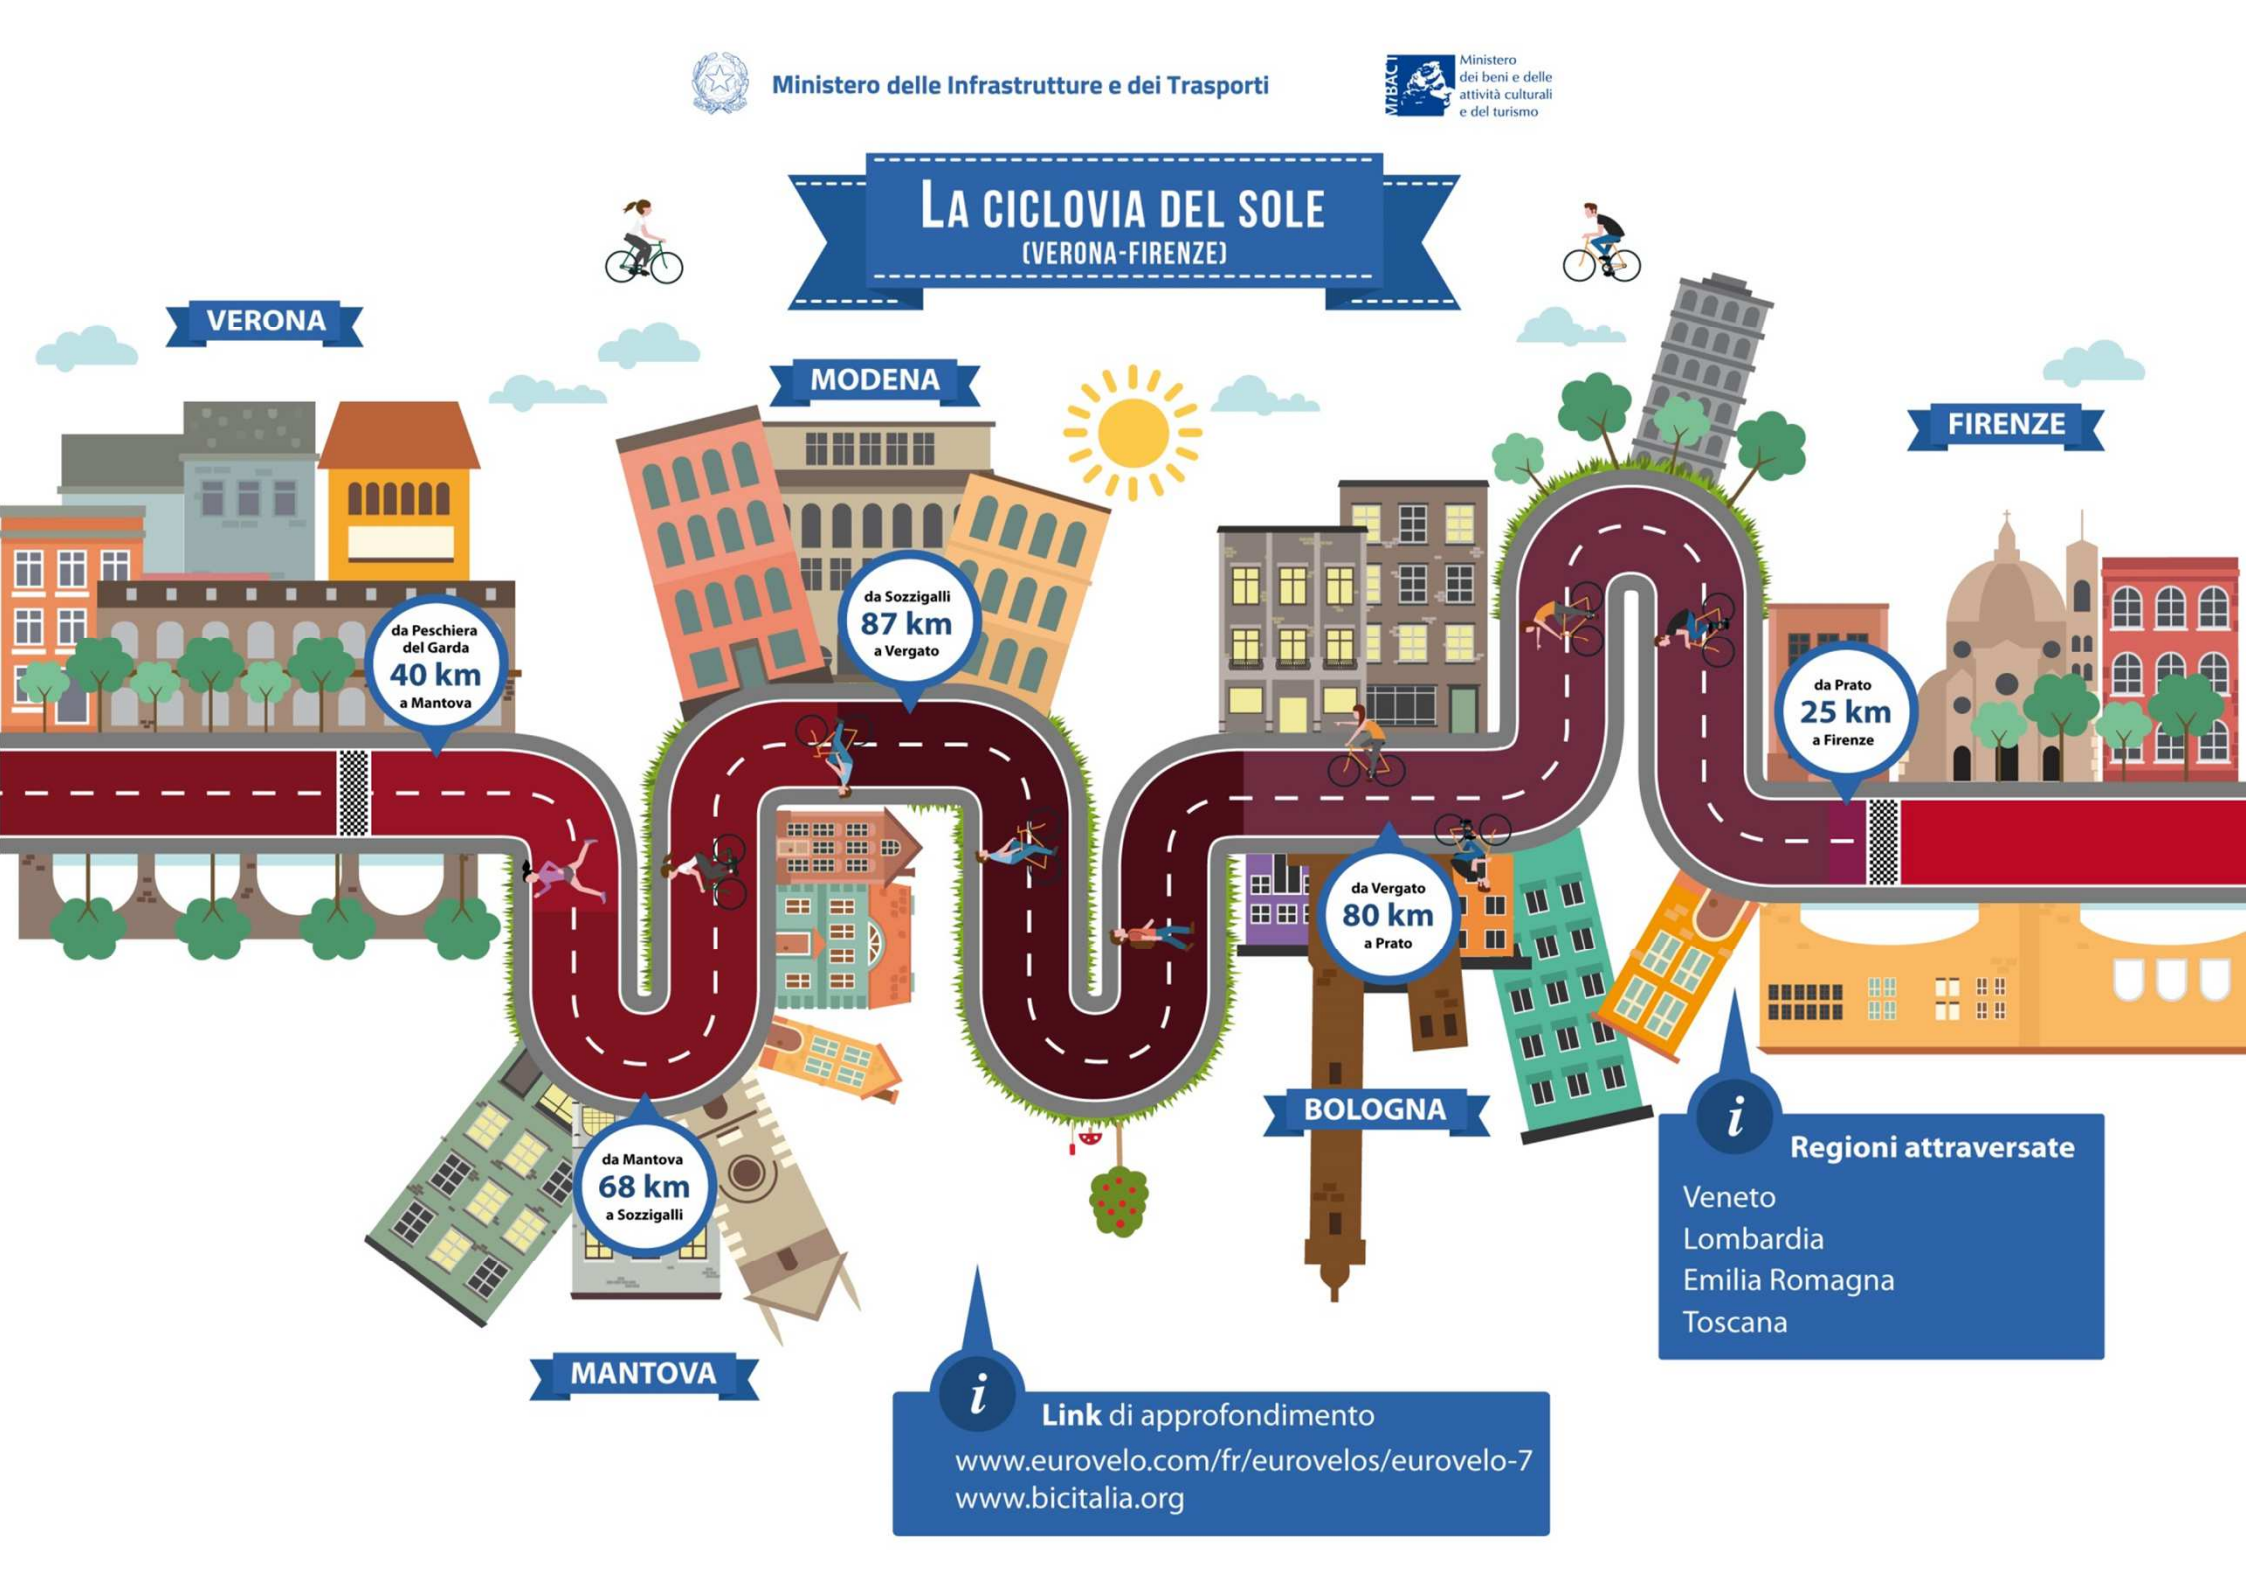 Ministero delle Infrastrutture e dei Trasporti
MiBACT
Ministero
dei beni e delle
attività culturali
e del turismo
LA CICLOVIA DEL SOLE
(VERONA-FIRENZE)
VERONA
MODENA
FIRENZE
da Peschiera
del Garda
40 km
a Mantova
da Sozzigalli
87 km
a Vergato
da Prato
25 km
a Firenze
da Vergato
80 km
a Prato
da Mantova
68 km
a Sozzigalli
BOLOGNA
MANTOVA
i
Regioni attraversate
Veneto
Lombardia
Emilia Romagna
Toscana
i
Link di approfondimento
www.eurovelo.com/fr/eurovelos/eurovelo-7
www.bicitalia.org